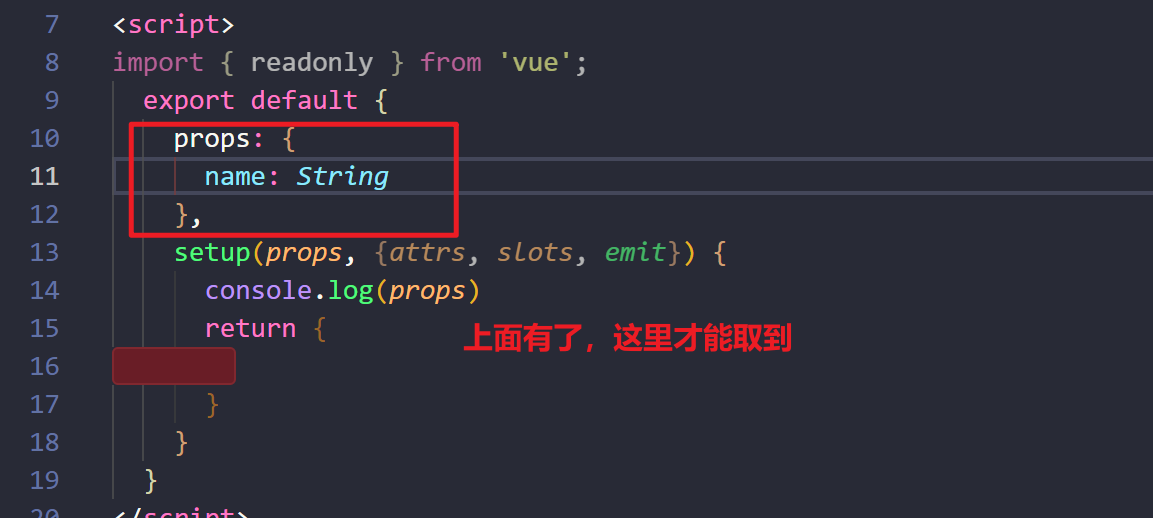 7 <script>
8 import { readonly } from 'vue';
9 export default {
10 props: {
11 name: String
12 },
13 setup(props, {attrs, slots, emit}) {
14 console.log(props)
15 return {
上面有了，这里才能取到
16
17 }
18 }
19 }
20 </script>